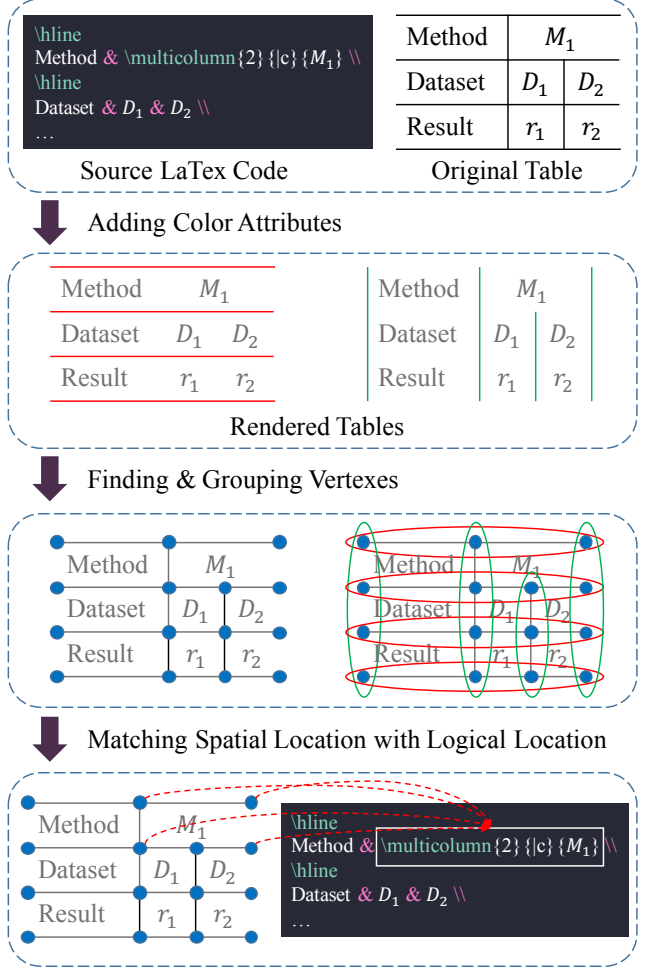 \hline
Method & \multicolumn{2}{|c}{M₁} \\
\hline
Dataset & D₁ & D₂ \\
...
Source LaTex Code
Method M₁
Dataset D₁ D₂
Result r₁ r₂
Original Table
Adding Color Attributes
Method M₁
Dataset D₁ D₂
Result r₁ r₂
Method M₁
Dataset D₁ D₂
Result r₁ r₂
Rendered Tables
Finding & Grouping Vertexes
Method M₁
Dataset D₁ D₂
Result r₁ r₂
Method M₁
Dataset D₁ D₂
Result r₁ r₂
Matching Spatial Location with Logical Location
Method M₁
Dataset D₁ D₂
Result r₁ r₂
\hline
Method & \multicolumn{2}{|c}{M₁} \\
\hline
Dataset & D₁ & D₂ \\
...